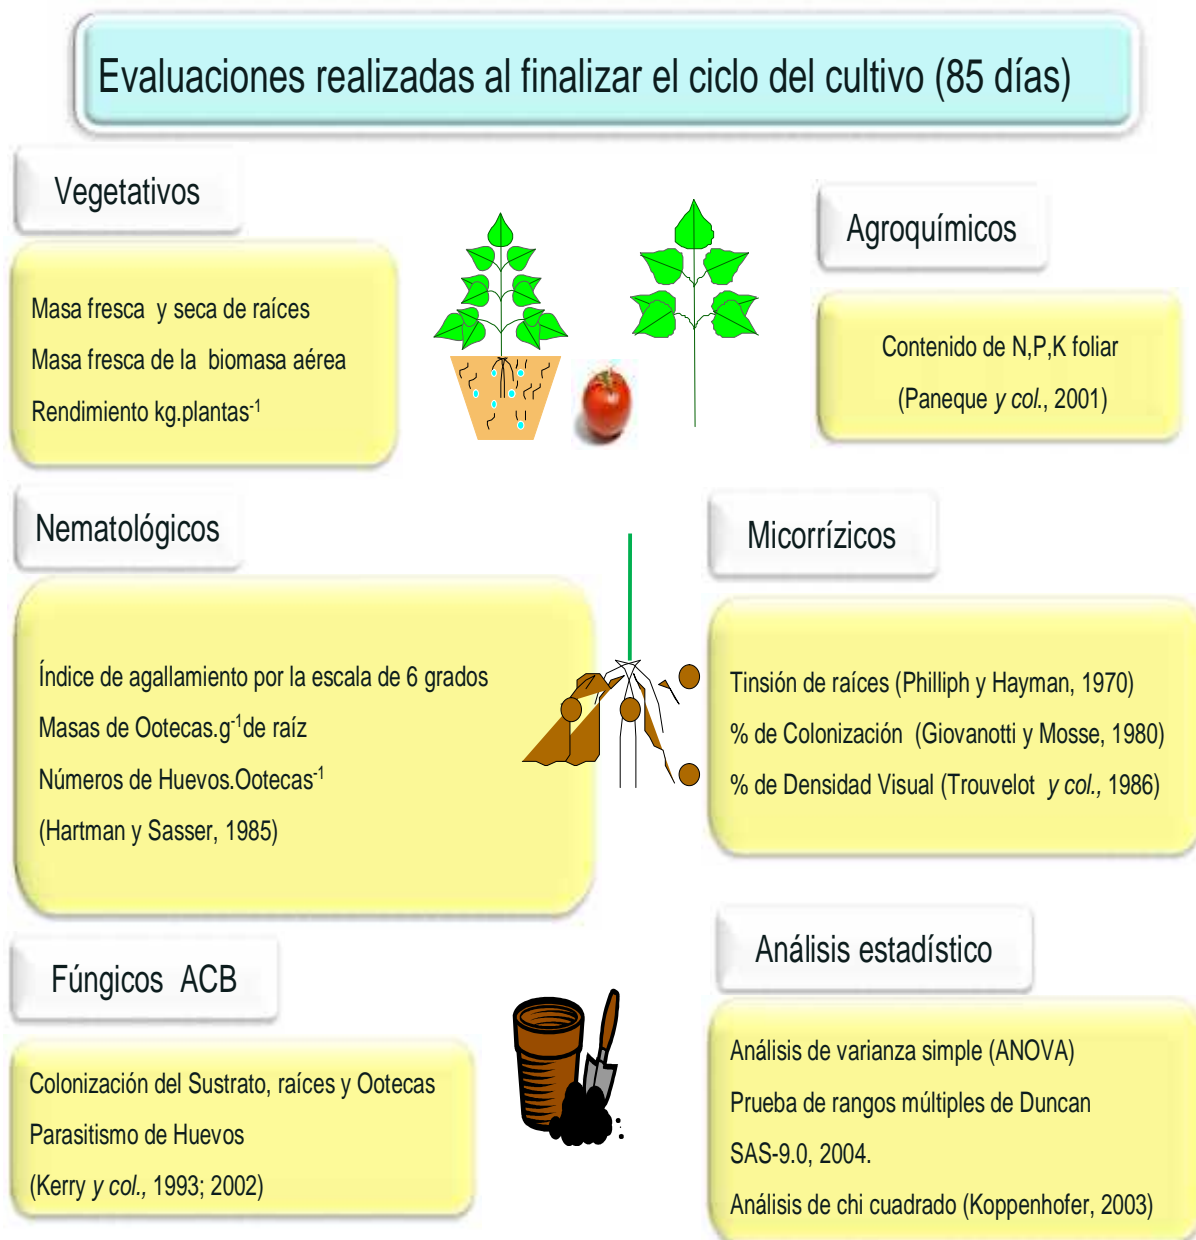 Evaluaciones realizadas al finalizar el ciclo del cultivo (85 días)
Vegetativos
Masa fresca y seca de raíces
Masa fresca de la biomasa aérea
Rendimiento kg.plantas⁻¹
Agroquímicos
Contenido de N,P,K foliar
(Paneque y col., 2001)
Nematológicos
Índice de agallamiento por la escala de 6 grados
Masas de Ootecas.g⁻¹de raíz
Números de Huevos.Ootecas⁻¹
(Hartman y Sasser, 1985)
Micorrízicos
Tinsión de raíces (Philliph y Hayman, 1970)
% de Colonización (Giovanotti y Mosse, 1980)
% de Densidad Visual (Trouvelot y col., 1986)
Fúngicos ACB
Colonización del Sustrato, raíces y Ootecas
Parasitismo de Huevos
(Kerry y col., 1993; 2002)
Análisis estadístico
Análisis de varianza simple (ANOVA)
Prueba de rangos múltiples de Duncan
SAS-9.0, 2004.
Análisis de chi cuadrado (Koppenhofer, 2003)